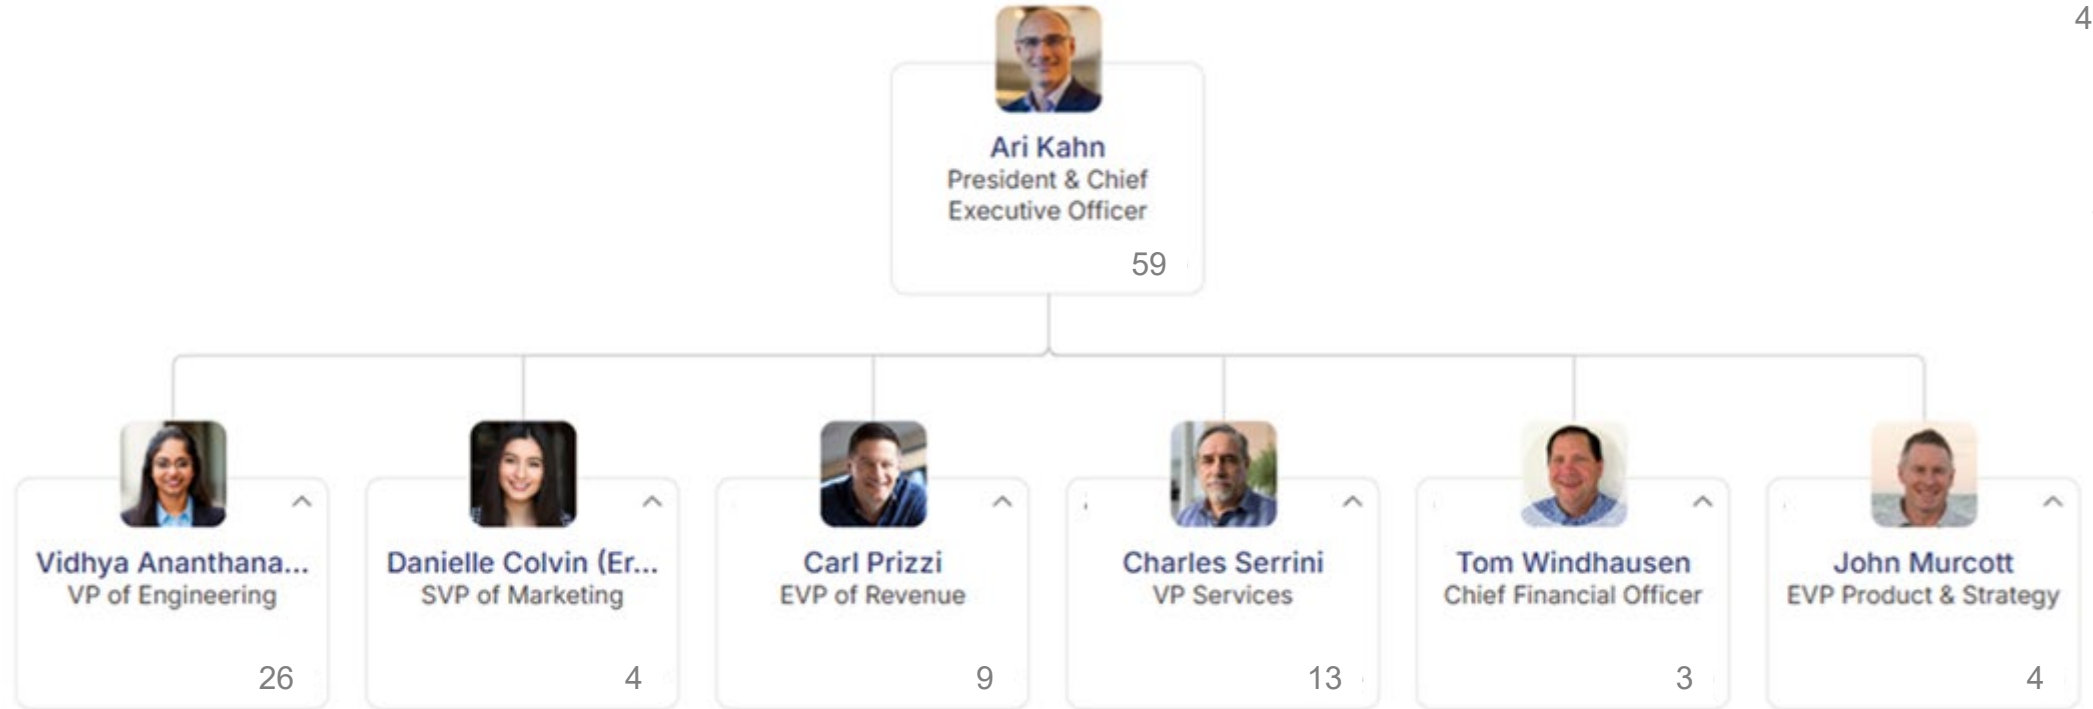 4
Ari Kahn
President & Chief
Executive Officer
59
Vidhya Ananthana...
VP of Engineering
26
Danielle Colvin (Er...
SVP of Marketing
4
Carl Prizzi
EVP of Revenue
9
Charles Serrini
VP Services
13
Tom Windhausen
Chief Financial Officer
3
John Murcott
EVP Product & Strategy
4